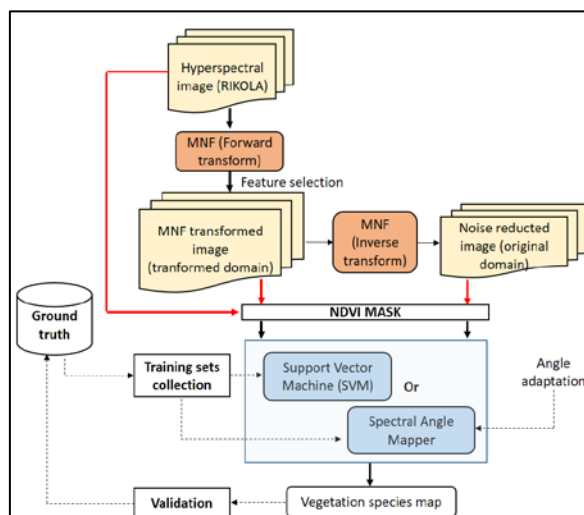 Hyperspectral
image (RIKOLA)
MNF (Forward
transform)
Feature selection
MNF transformed
image
(tranformed domain)
MNF
(Inverse
transform)
Noise reducted
image (original
domain)
NDVI MASK
Ground
truth
Training sets
collection
Support Vector
Machine (SVM)
Or
Spectral Angle
Mapper
Angle
adaptation
Validation
Vegetation species map